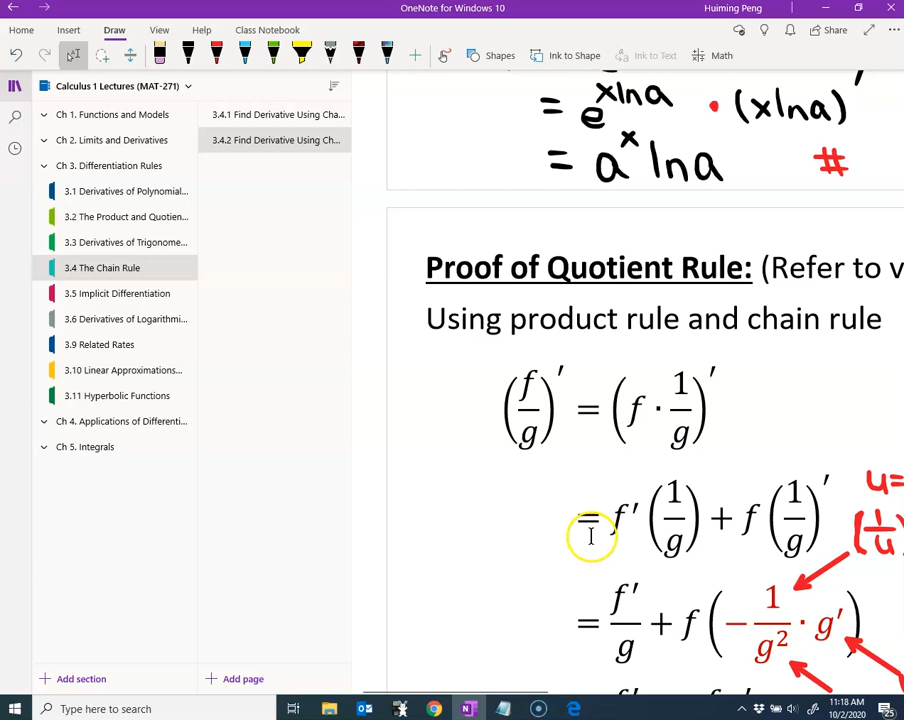 OneNote for Windows 10
Huiming Peng
Home Insert Draw View Help Class Notebook
Share
Shapes Ink to Shape Ink to Text Math
Calculus 1 Lectures (MAT-271)
Ch 1. Functions and Models
Ch 2. Limits and Derivatives
Ch 3. Differentiation Rules
3.1 Derivatives of Polynomial...
3.2 The Product and Quotien...
3.3 Derivatives of Trigonome...
3.4 The Chain Rule
3.5 Implicit Differentiation
3.6 Derivatives of Logarithmi...
3.9 Related Rates
3.10 Linear Approximations...
3.11 Hyperbolic Functions
Ch 4. Applications of Differenti...
Ch 5. Integrals
Add section
3.4.1 Find Derivative Using Cha...
3.4.2 Find Derivative Using Ch...
Add page
= e^(x ln a) · (x ln a)'
= a^x ln a #
Proof of Quotient Rule: (Refer to v
Using product rule and chain rule
(f/g)' = (f · 1/g)'
= f' (1/g) + f (1/g)' u=
(1/u
= f'/g + f (− 1/g² · g')
Type here to search
11:18 AM
10/2/2020
25